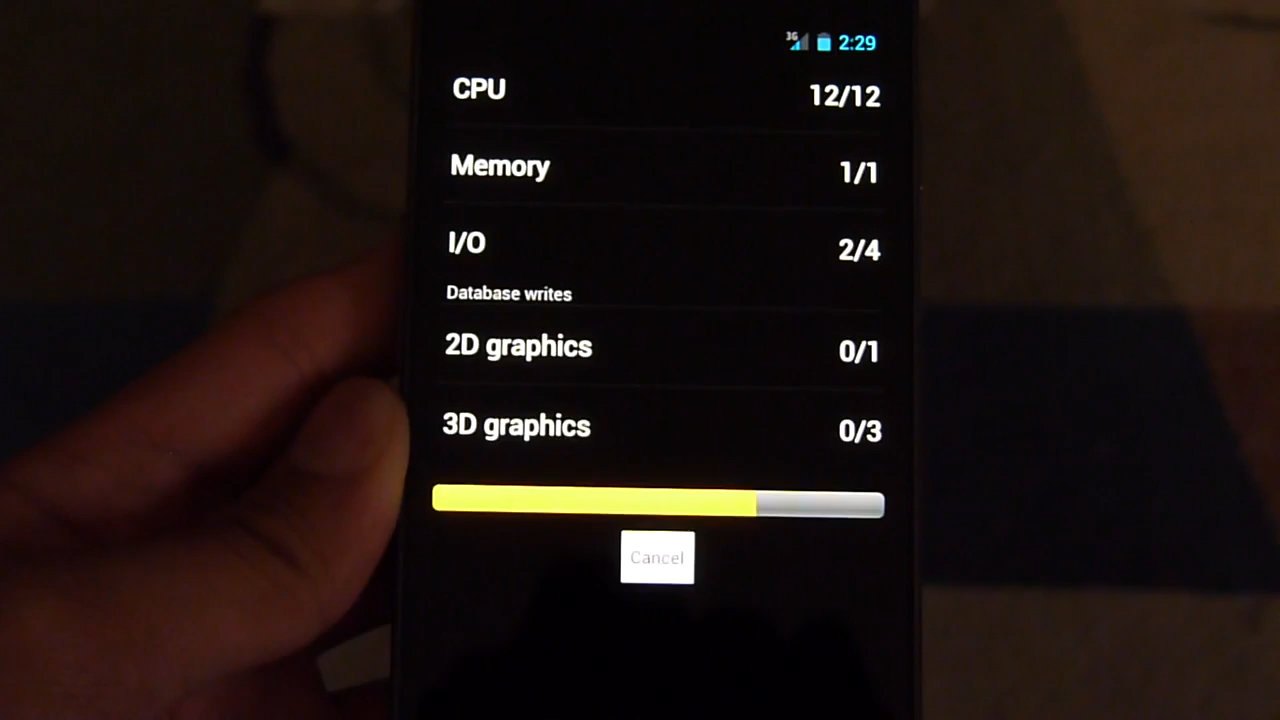 3G 2:29
CPU 12/12
Memory 1/1
I/O 2/4
Database writes
2D graphics 0/1
3D graphics 0/3
Cancel